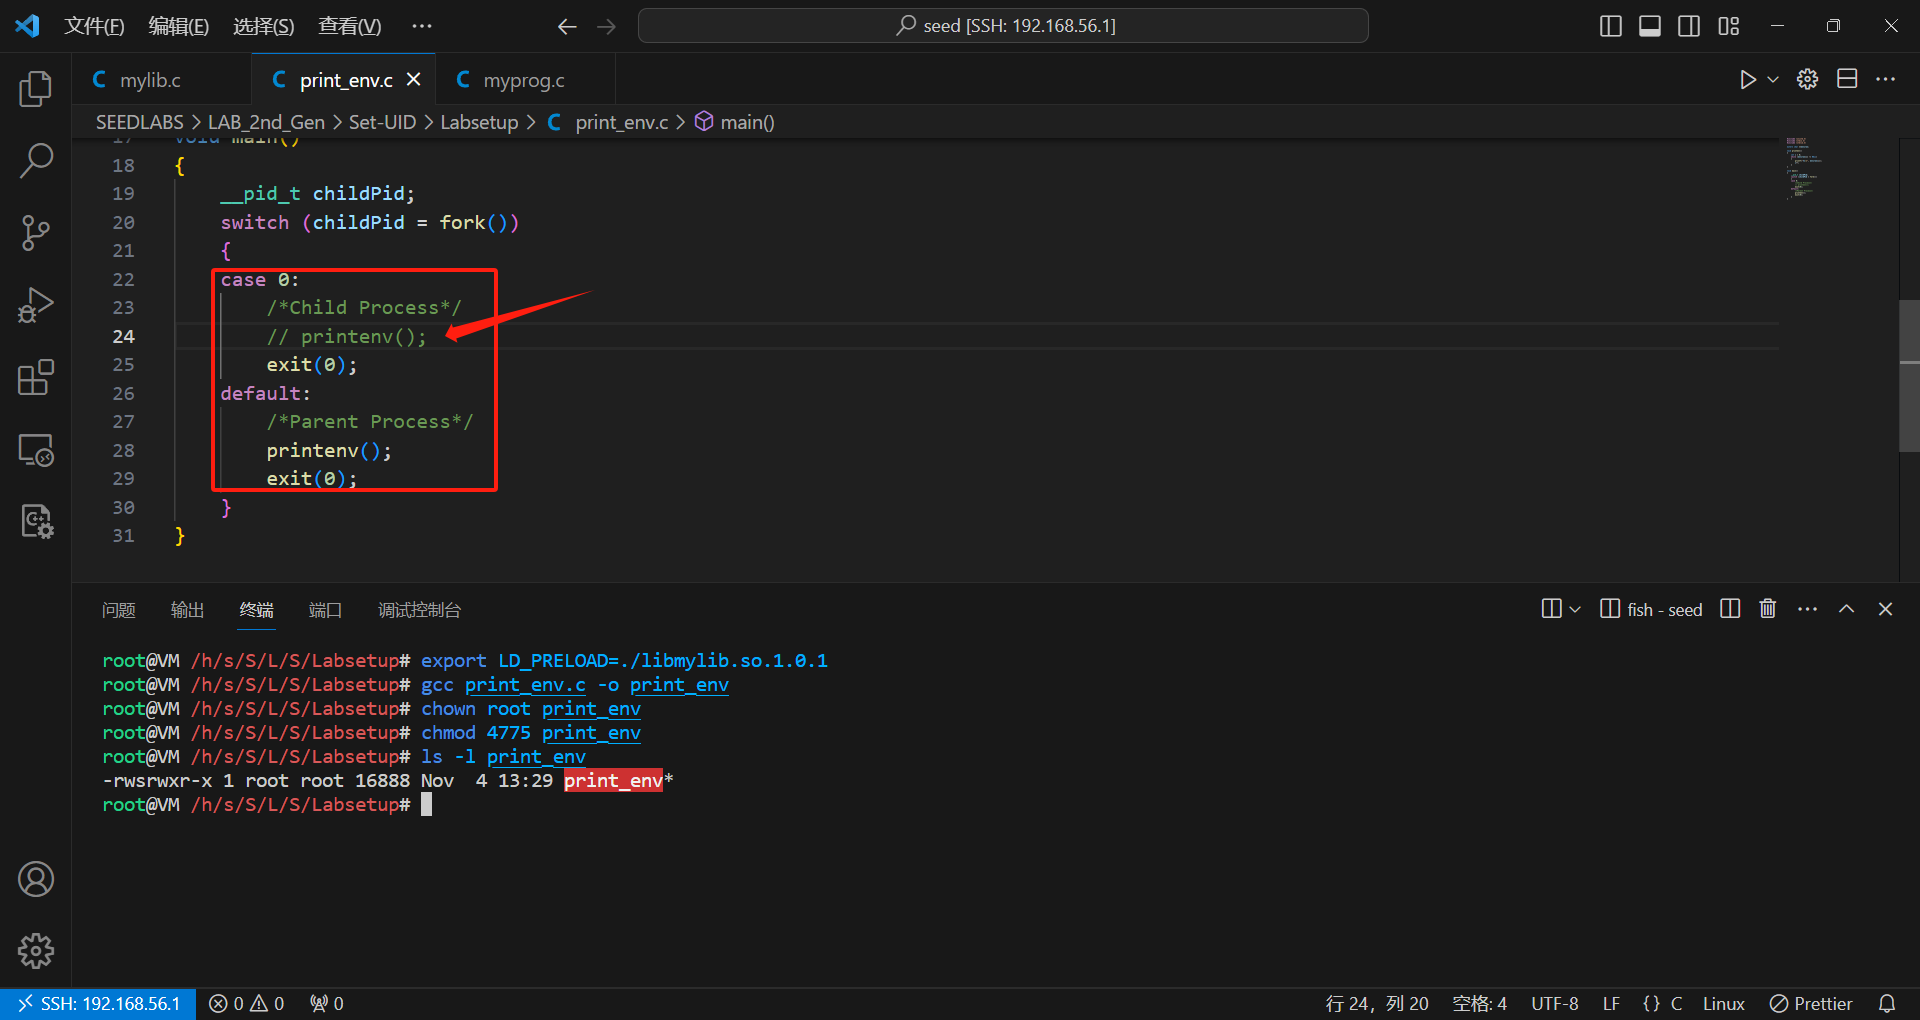 文件(F) 编辑(E) 选择(S) 查看(V) ··· seed [SSH: 192.168.56.1]
mylib.c print_env.c myprog.c
SEEDLABS > LAB_2nd_Gen > Set-UID > Labsetup > C print_env.c > main()
17 void main()
18 {
19 __pid_t childPid;
20 switch (childPid = fork())
21 {
22 case 0:
23 /*Child Process*/
24 // printenv();
25 exit(0);
26 default:
27 /*Parent Process*/
28 printenv();
29 exit(0);
30 }
31 }
问题 输出 终端 端口 调试控制台 fish - seed
root@VM /h/s/S/L/S/Labsetup# export LD_PRELOAD=./libmylib.so.1.0.1
root@VM /h/s/S/L/S/Labsetup# gcc print_env.c -o print_env
root@VM /h/s/S/L/S/Labsetup# chown root print_env
root@VM /h/s/S/L/S/Labsetup# chmod 4775 print_env
root@VM /h/s/S/L/S/Labsetup# ls -l print_env
-rwsrwxr-x 1 root root 16888 Nov  4 13:29 print_env*
root@VM /h/s/S/L/S/Labsetup#
SSH: 192.168.56.1 0 0 0 行 24, 列 20 空格: 4 UTF-8 LF {} C Linux Prettier